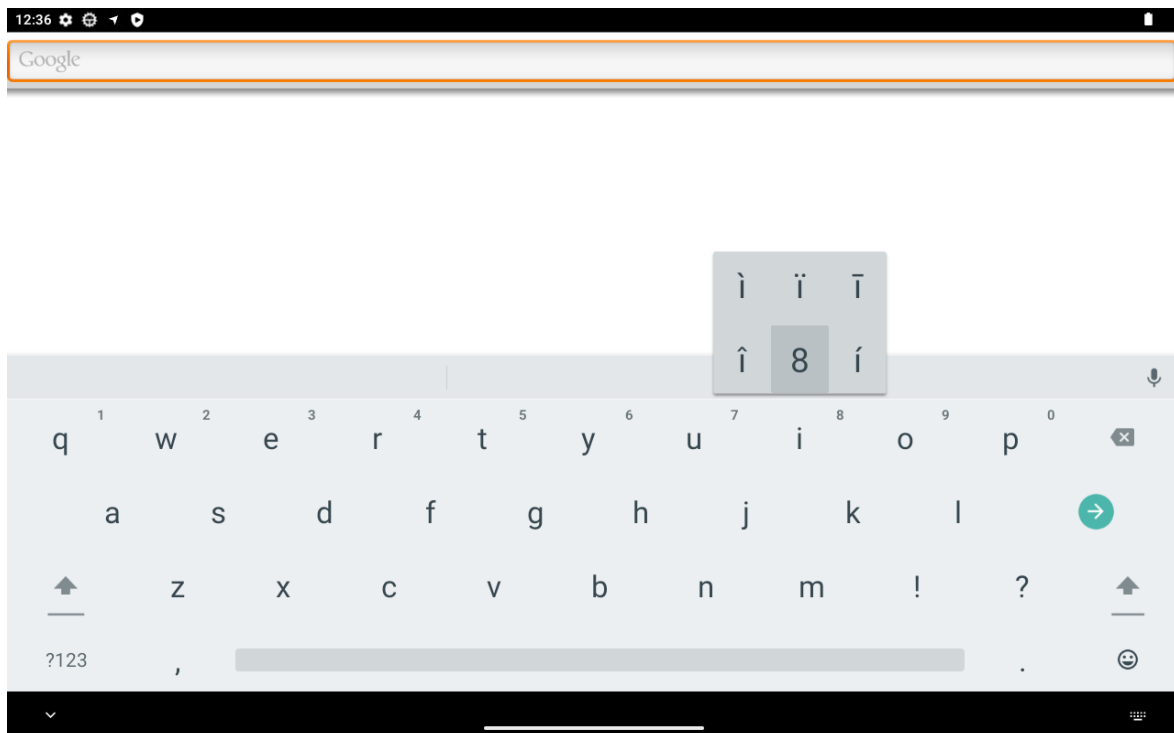 12:36
Google
ì ï ī
î 8 í
1 2 3 4 5 6 7 8 9 0
q w e r t y u i o p
a s d f g h j k l
z x c v b n m ! ?
?123 , .